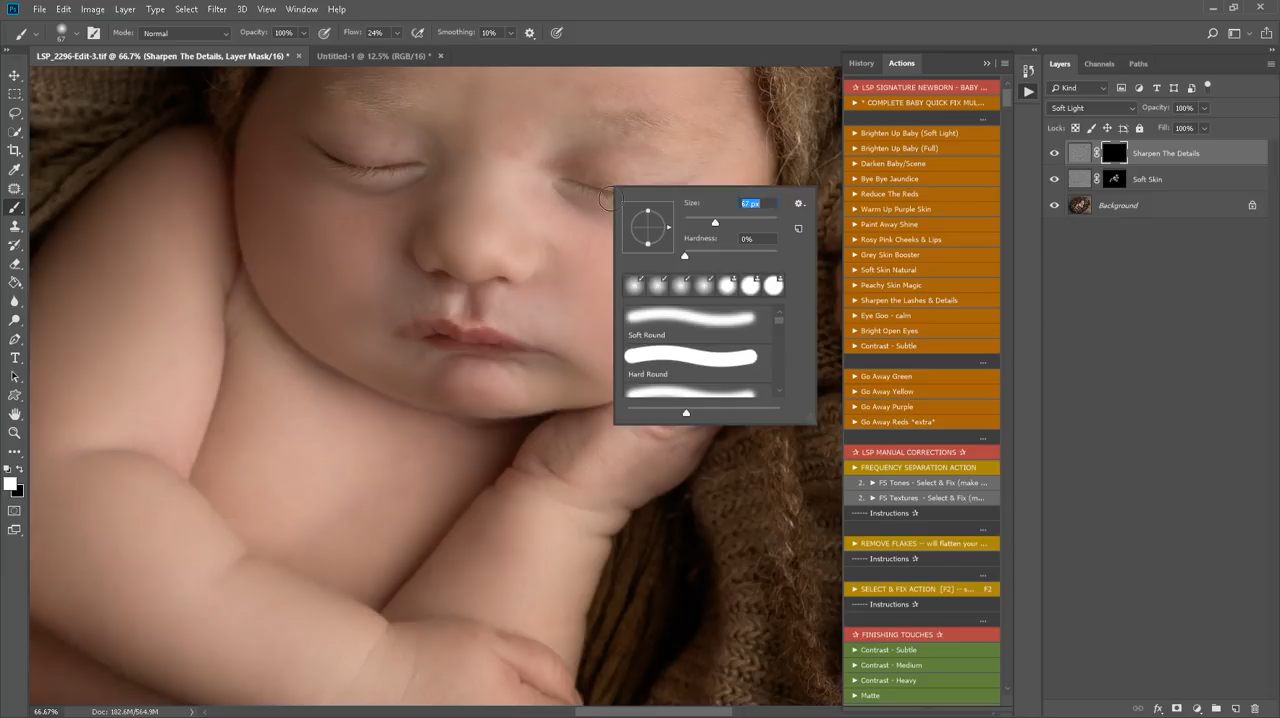 Ps File Edit Image Layer Type Select Filter 3D View Window Help
67 Mode: Normal Opacity: 100% Flow: 24% Smoothing: 10%
LSP_2296-Edit-3.tif @ 66.7% (Sharpen The Details, Layer Mask/16) * × Untitled-1 @ 12.5% (RGB/16) * ×
Size: 67 px
Hardness: 0%
Soft Round
Hard Round
66.67% Doc: 182.6M/564.9M
History Actions
☆ LSP SIGNATURE NEWBORN - BABY ...
* COMPLETE BABY QUICK FIX MUL...
...
Brighten Up Baby (Soft Light)
Brighten Up Baby (Full)
Darken Baby/Scene
Bye Bye Jaundice
Reduce The Reds
Warm Up Purple Skin
Paint Away Shine
Rosy Pink Cheeks & Lips
Grey Skin Booster
Soft Skin Natural
Peachy Skin Magic
Sharpen the Lashes & Details
Eye Goo - calm
Bright Open Eyes
Contrast - Subtle
...
Go Away Green
Go Away Yellow
Go Away Purple
Go Away Reds *extra*
...
☆ LSP MANUAL CORRECTIONS ☆
FREQUENCY SEPARATION ACTION
2. FS Tones - Select & Fix (make ...
2. FS Textures - Select & Fix (m...
------ Instructions ☆
...
REMOVE FLAKES -- will flatten your ...
------ Instructions ☆
...
SELECT & FIX ACTION [F2] -- s... F2
------ Instructions ☆
...
☆ FINISHING TOUCHES ☆
Contrast - Subtle
Contrast - Medium
Contrast - Heavy
Matte
Layers Channels Paths
Kind
Soft Light Opacity: 100%
Lock: Fill: 100%
Sharpen The Details
Soft Skin
Background
fx